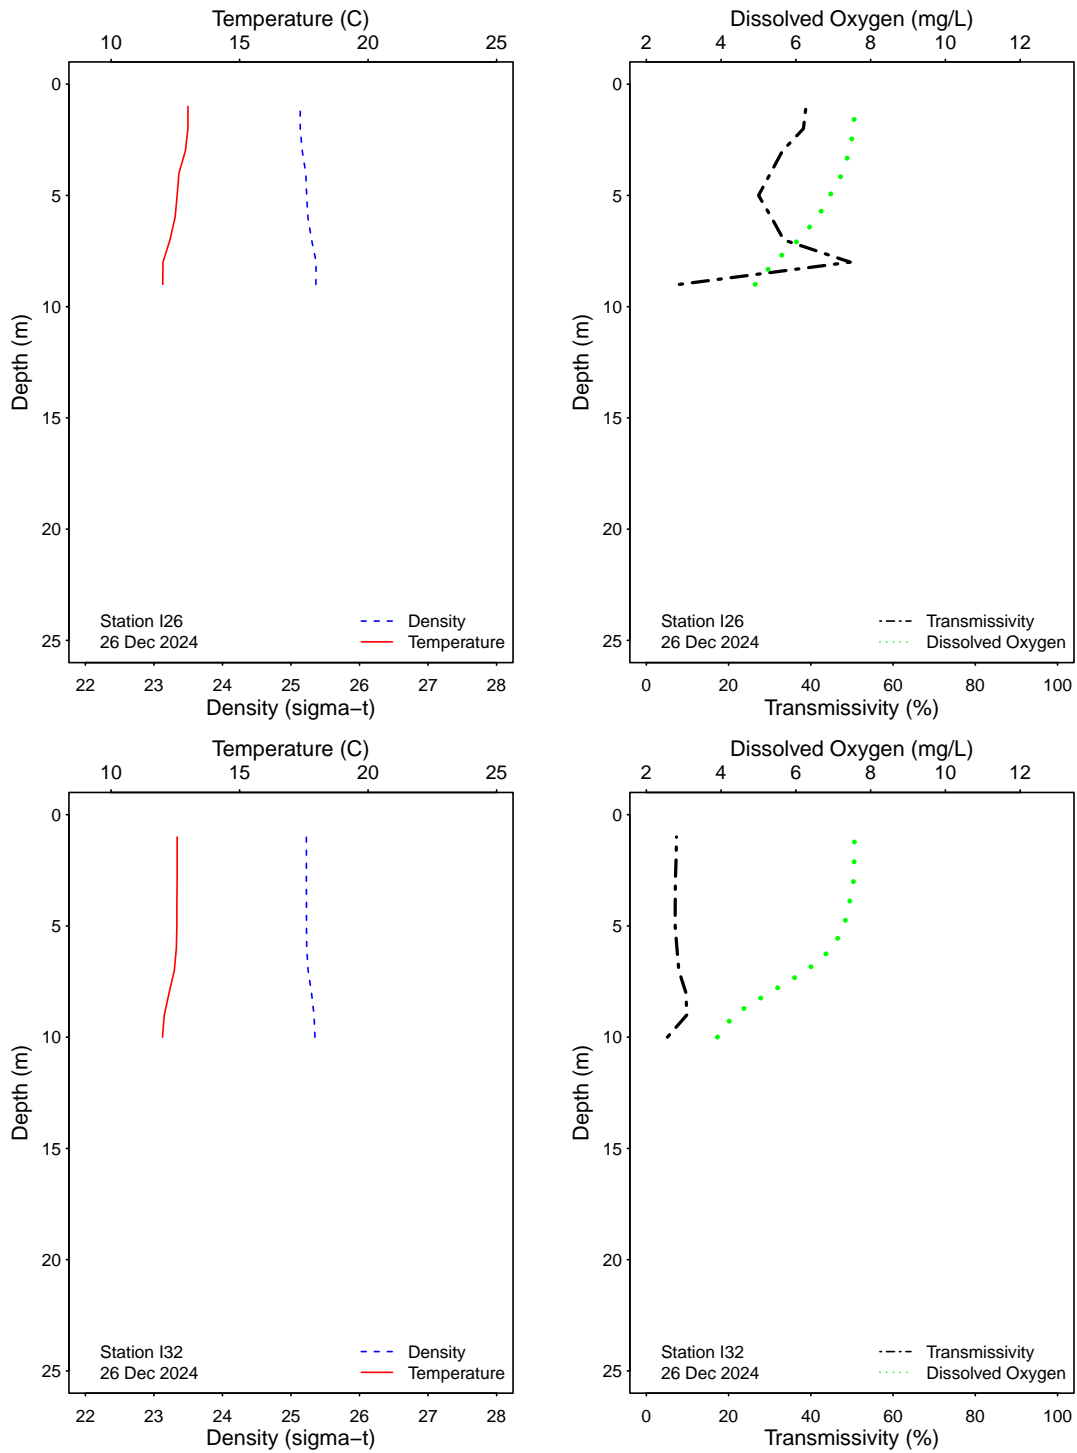 Temperature (C)
10 15 20 25
0
5
10
15
20
25
Depth (m)
Station I26
26 Dec 2024
Density
Temperature
22 23 24 25 26 27 28
Density (sigma−t)
Dissolved Oxygen (mg/L)
2 4 6 8 10 12
0
5
10
15
20
25
Depth (m)
Station I26
26 Dec 2024
Transmissivity
Dissolved Oxygen
0 20 40 60 80 100
Transmissivity (%)
Temperature (C)
10 15 20 25
0
5
10
15
20
25
Depth (m)
Station I32
26 Dec 2024
Density
Temperature
22 23 24 25 26 27 28
Density (sigma−t)
Dissolved Oxygen (mg/L)
2 4 6 8 10 12
0
5
10
15
20
25
Depth (m)
Station I32
26 Dec 2024
Transmissivity
Dissolved Oxygen
0 20 40 60 80 100
Transmissivity (%)